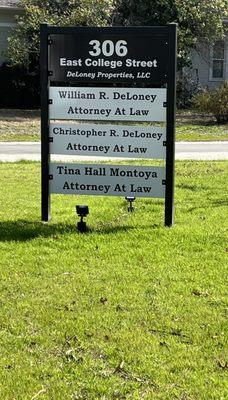 306
East College Street
DeLoney Properties, LLC
William R. DeLoney
Attorney At Law
Christopher R. DeLoney
Attorney At Law
Tina Hall Montoya
Attorney At Law